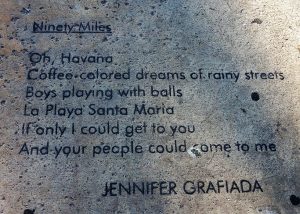 Ninety Miles
Oh, Havana
Coffee-colored dreams of rainy streets
Boys playing with balls
La Playa Santa Maria
If only I could get to you
And your people could come to me
JENNIFER GRAFIADA